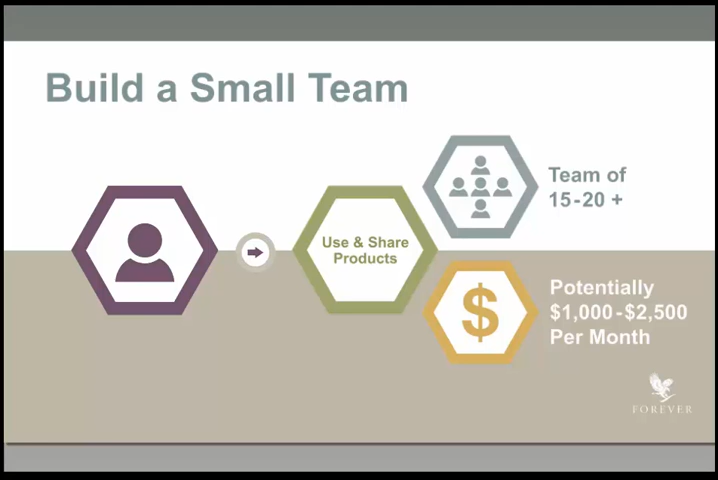 Build a Small Team
Use & Share
Products
Team of
15-20 +
$
Potentially
$1,000-$2,500
Per Month
FOREVER